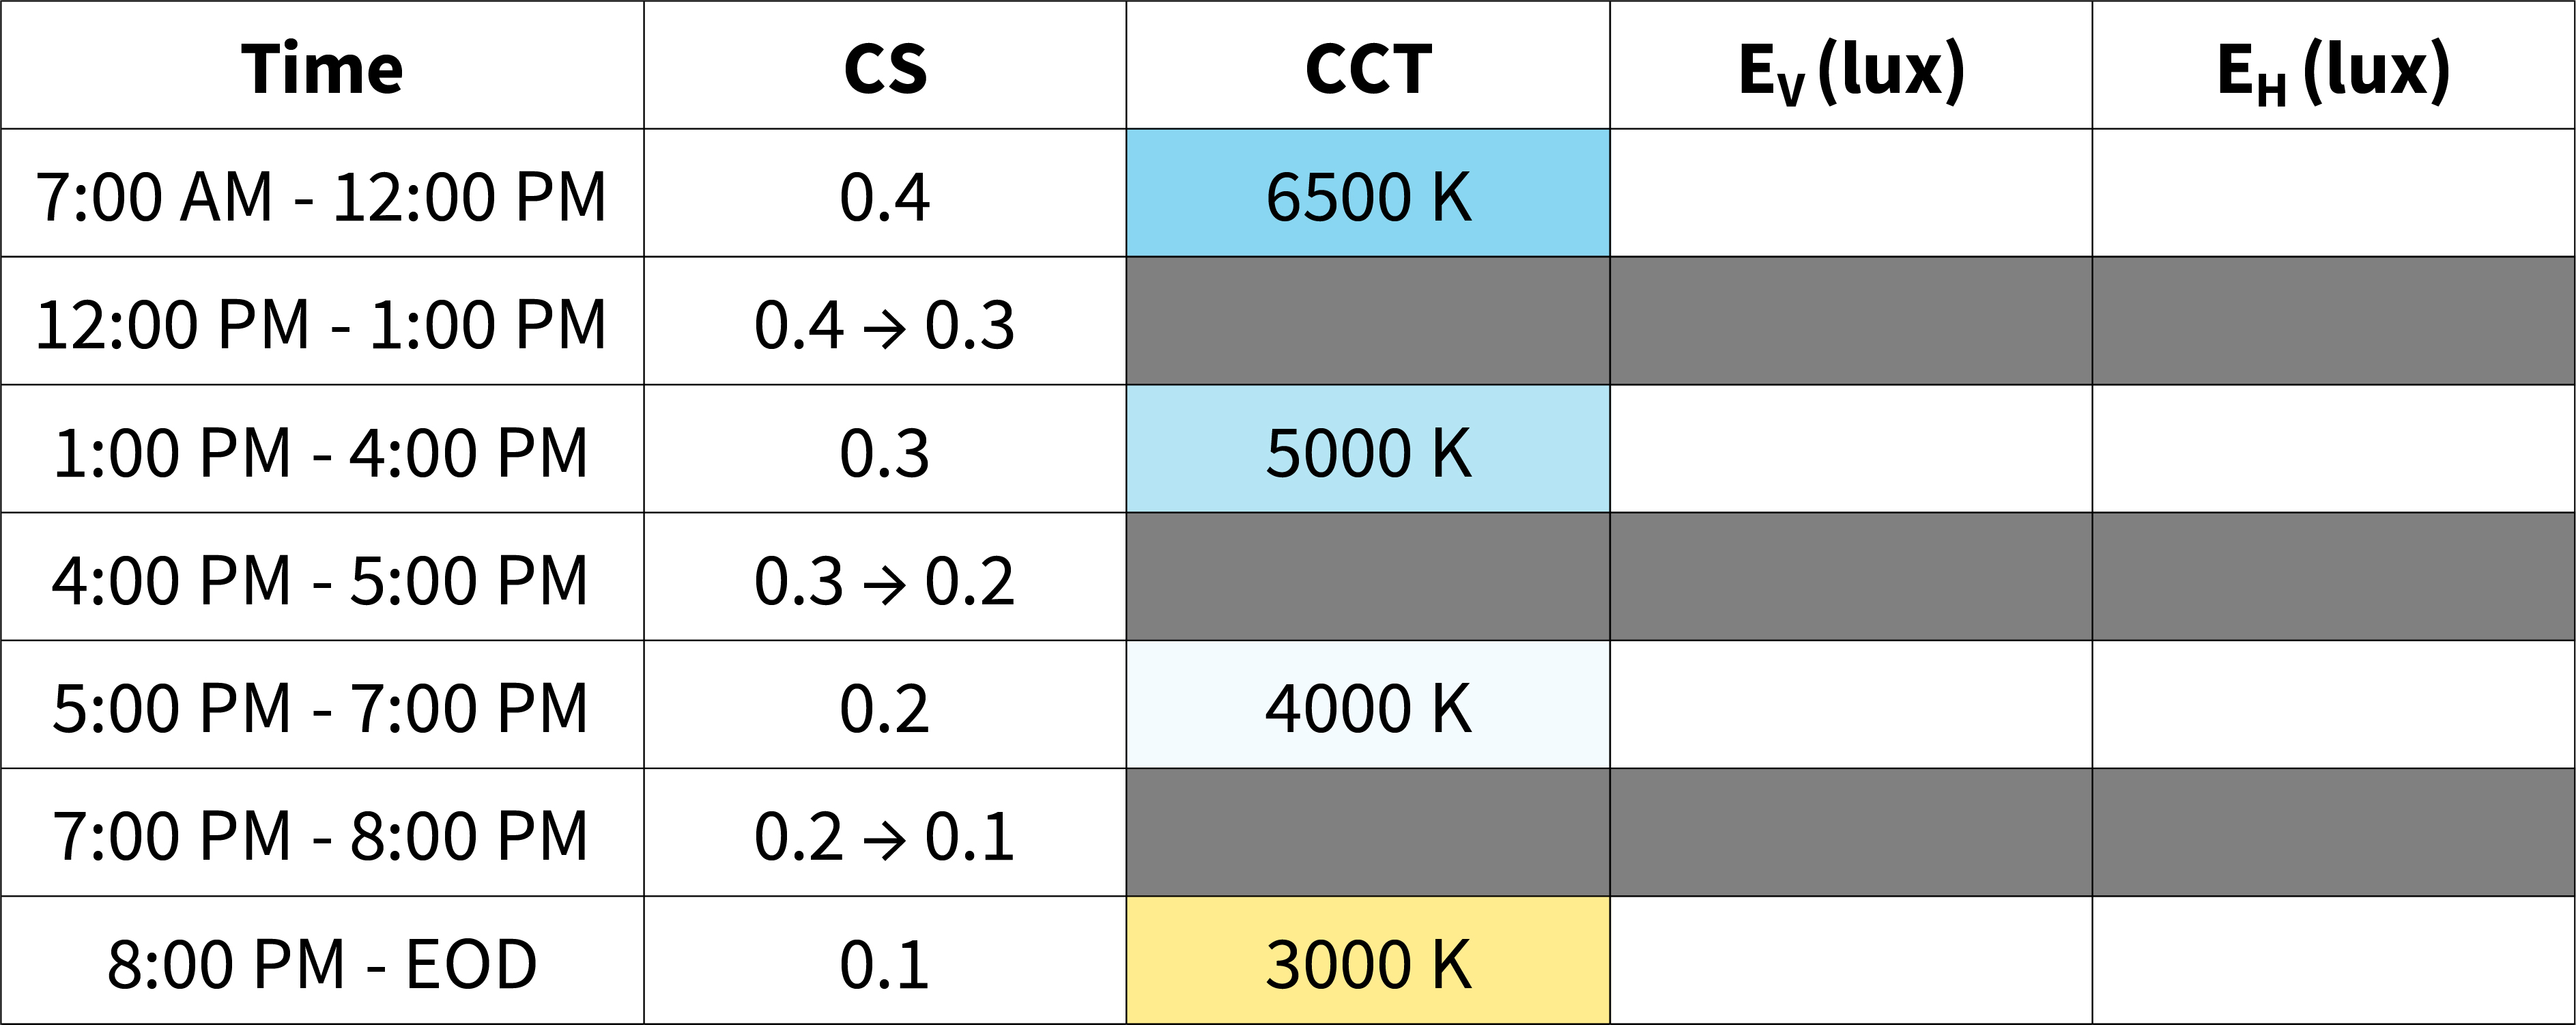 Time CS CCT EV (lux) EH (lux)
7:00 AM - 12:00 PM 0.4 6500 K
12:00 PM - 1:00 PM 0.4 → 0.3
1:00 PM - 4:00 PM 0.3 5000 K
4:00 PM - 5:00 PM 0.3 → 0.2
5:00 PM - 7:00 PM 0.2 4000 K
7:00 PM - 8:00 PM 0.2 → 0.1
8:00 PM - EOD 0.1 3000 K